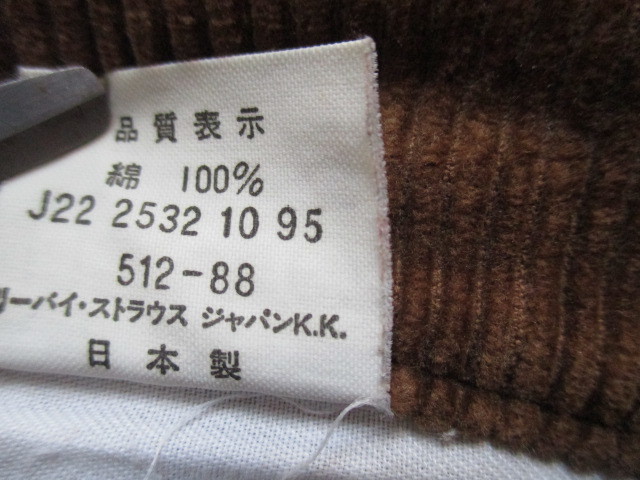 品質表示
綿 100%
J22 2532 10 95
512-88
リーバイ・ストラウス ジャパンK.K.
日本製